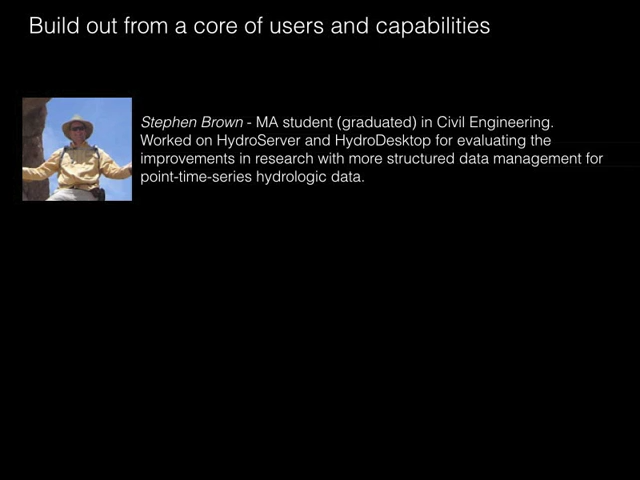 Build out from a core of users and capabilities
Stephen Brown - MA student (graduated) in Civil Engineering.
Worked on HydroServer and HydroDesktop for evaluating the
improvements in research with more structured data management for
point-time-series hydrologic data.